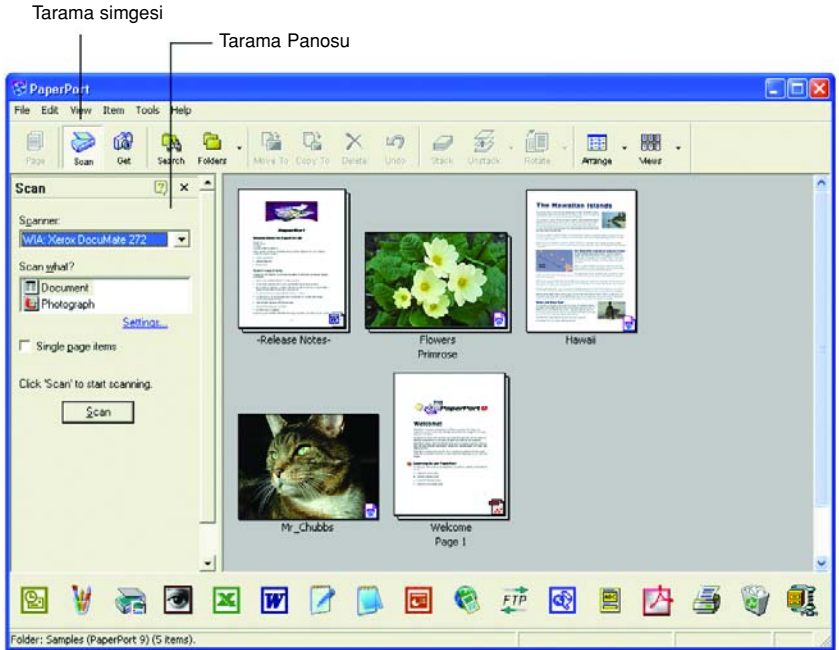 Tarama simgesi
Tarama Panosu
PaperPort
File Edit View Item Tools Help
Page Scan Get Search Folders Move To Copy To Delete Undo Stack Unstack Rotate Arrange Views
Scan
Scanner:
WIA: Xerox DocuMate 272
Scan what?
Document
Photograph
Settings...
Single page items
Click 'Scan' to start scanning.
Scan
PaperPort
-Release Notes-
Flowers
Primrose
The Hawaiian Islands
Hawaii
Mr_Chubbs
PaperPort 9
Welcome!
Welcome
Page 1
FTP
Folder: Samples (PaperPort 9) (5 items).